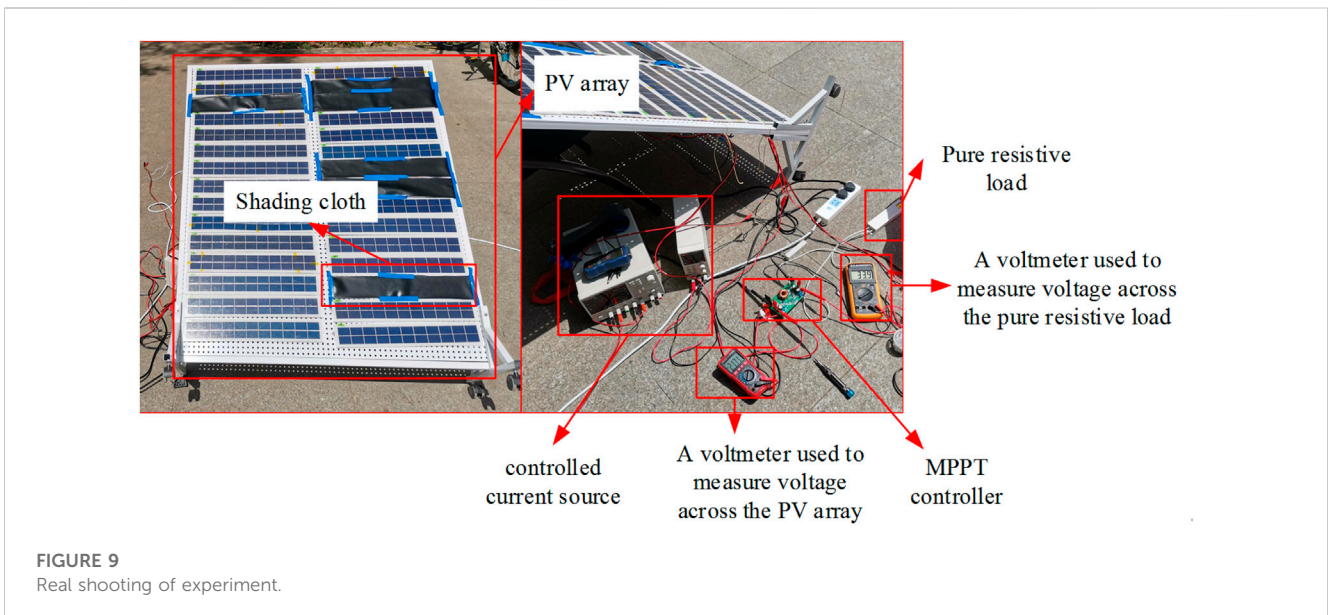 PV array
Shading cloth
Pure resistive
load
A voltmeter used to
measure voltage across
the pure resistive load
controlled
current source
A voltmeter used to
measure voltage
across the PV array
MPPT
controller
FIGURE 9
Real shooting of experiment.